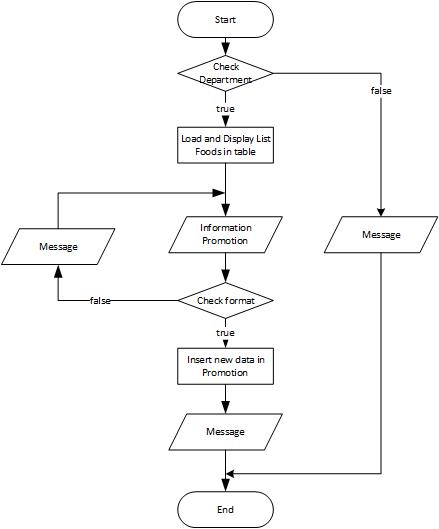 Start
Check
Department
false
true
Load and Display List
Foods in table
Message
Information
Promotion
Message
Check format
false
true
Insert new data in
Promotion
Message
End